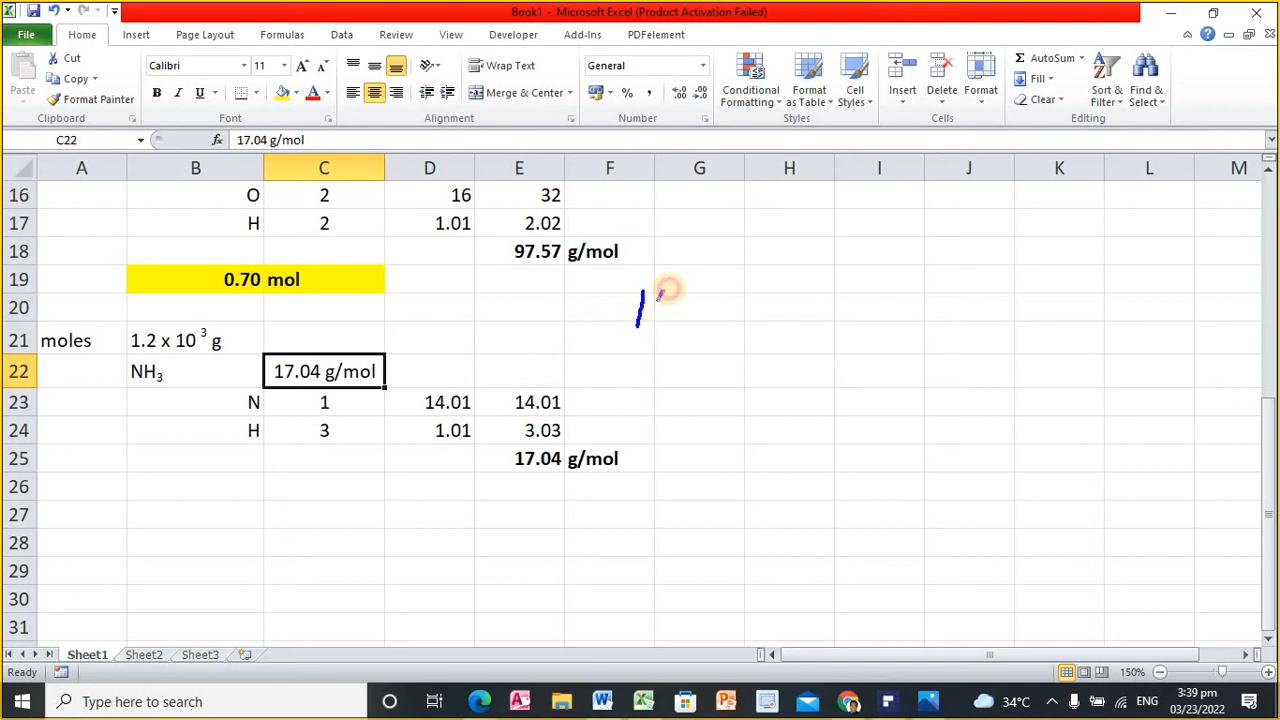 Book1 - Microsoft Excel (Product Activation Failed)
File Home Insert Page Layout Formulas Data Review View Developer Add-Ins PDFelement
Cut Calibri 11 Wrap Text General Σ AutoSum
Paste Copy Fill
Format Painter B I U Merge & Center % , Conditional Formatting Format as Table Cell Styles Insert Delete Format Clear Sort & Filter Find & Select
Clipboard Font Alignment Number Styles Cells Editing
C22 fx 17.04 g/mol
A B C D E F G H I J K L M
16 O 2 16 32
17 H 2 1.01 2.02
18 97.57 g/mol
19 0.70 mol
20
21 moles 1.2 x 10 ³ g
22 NH₃ 17.04 g/mol
23 N 1 14.01 14.01
24 H 3 1.01 3.03
25 17.04 g/mol
26
27
28
29
30
31
Sheet1 Sheet2 Sheet3
Ready 150%
Type here to search 34°C ENG 3:39 pm
03/23/2022